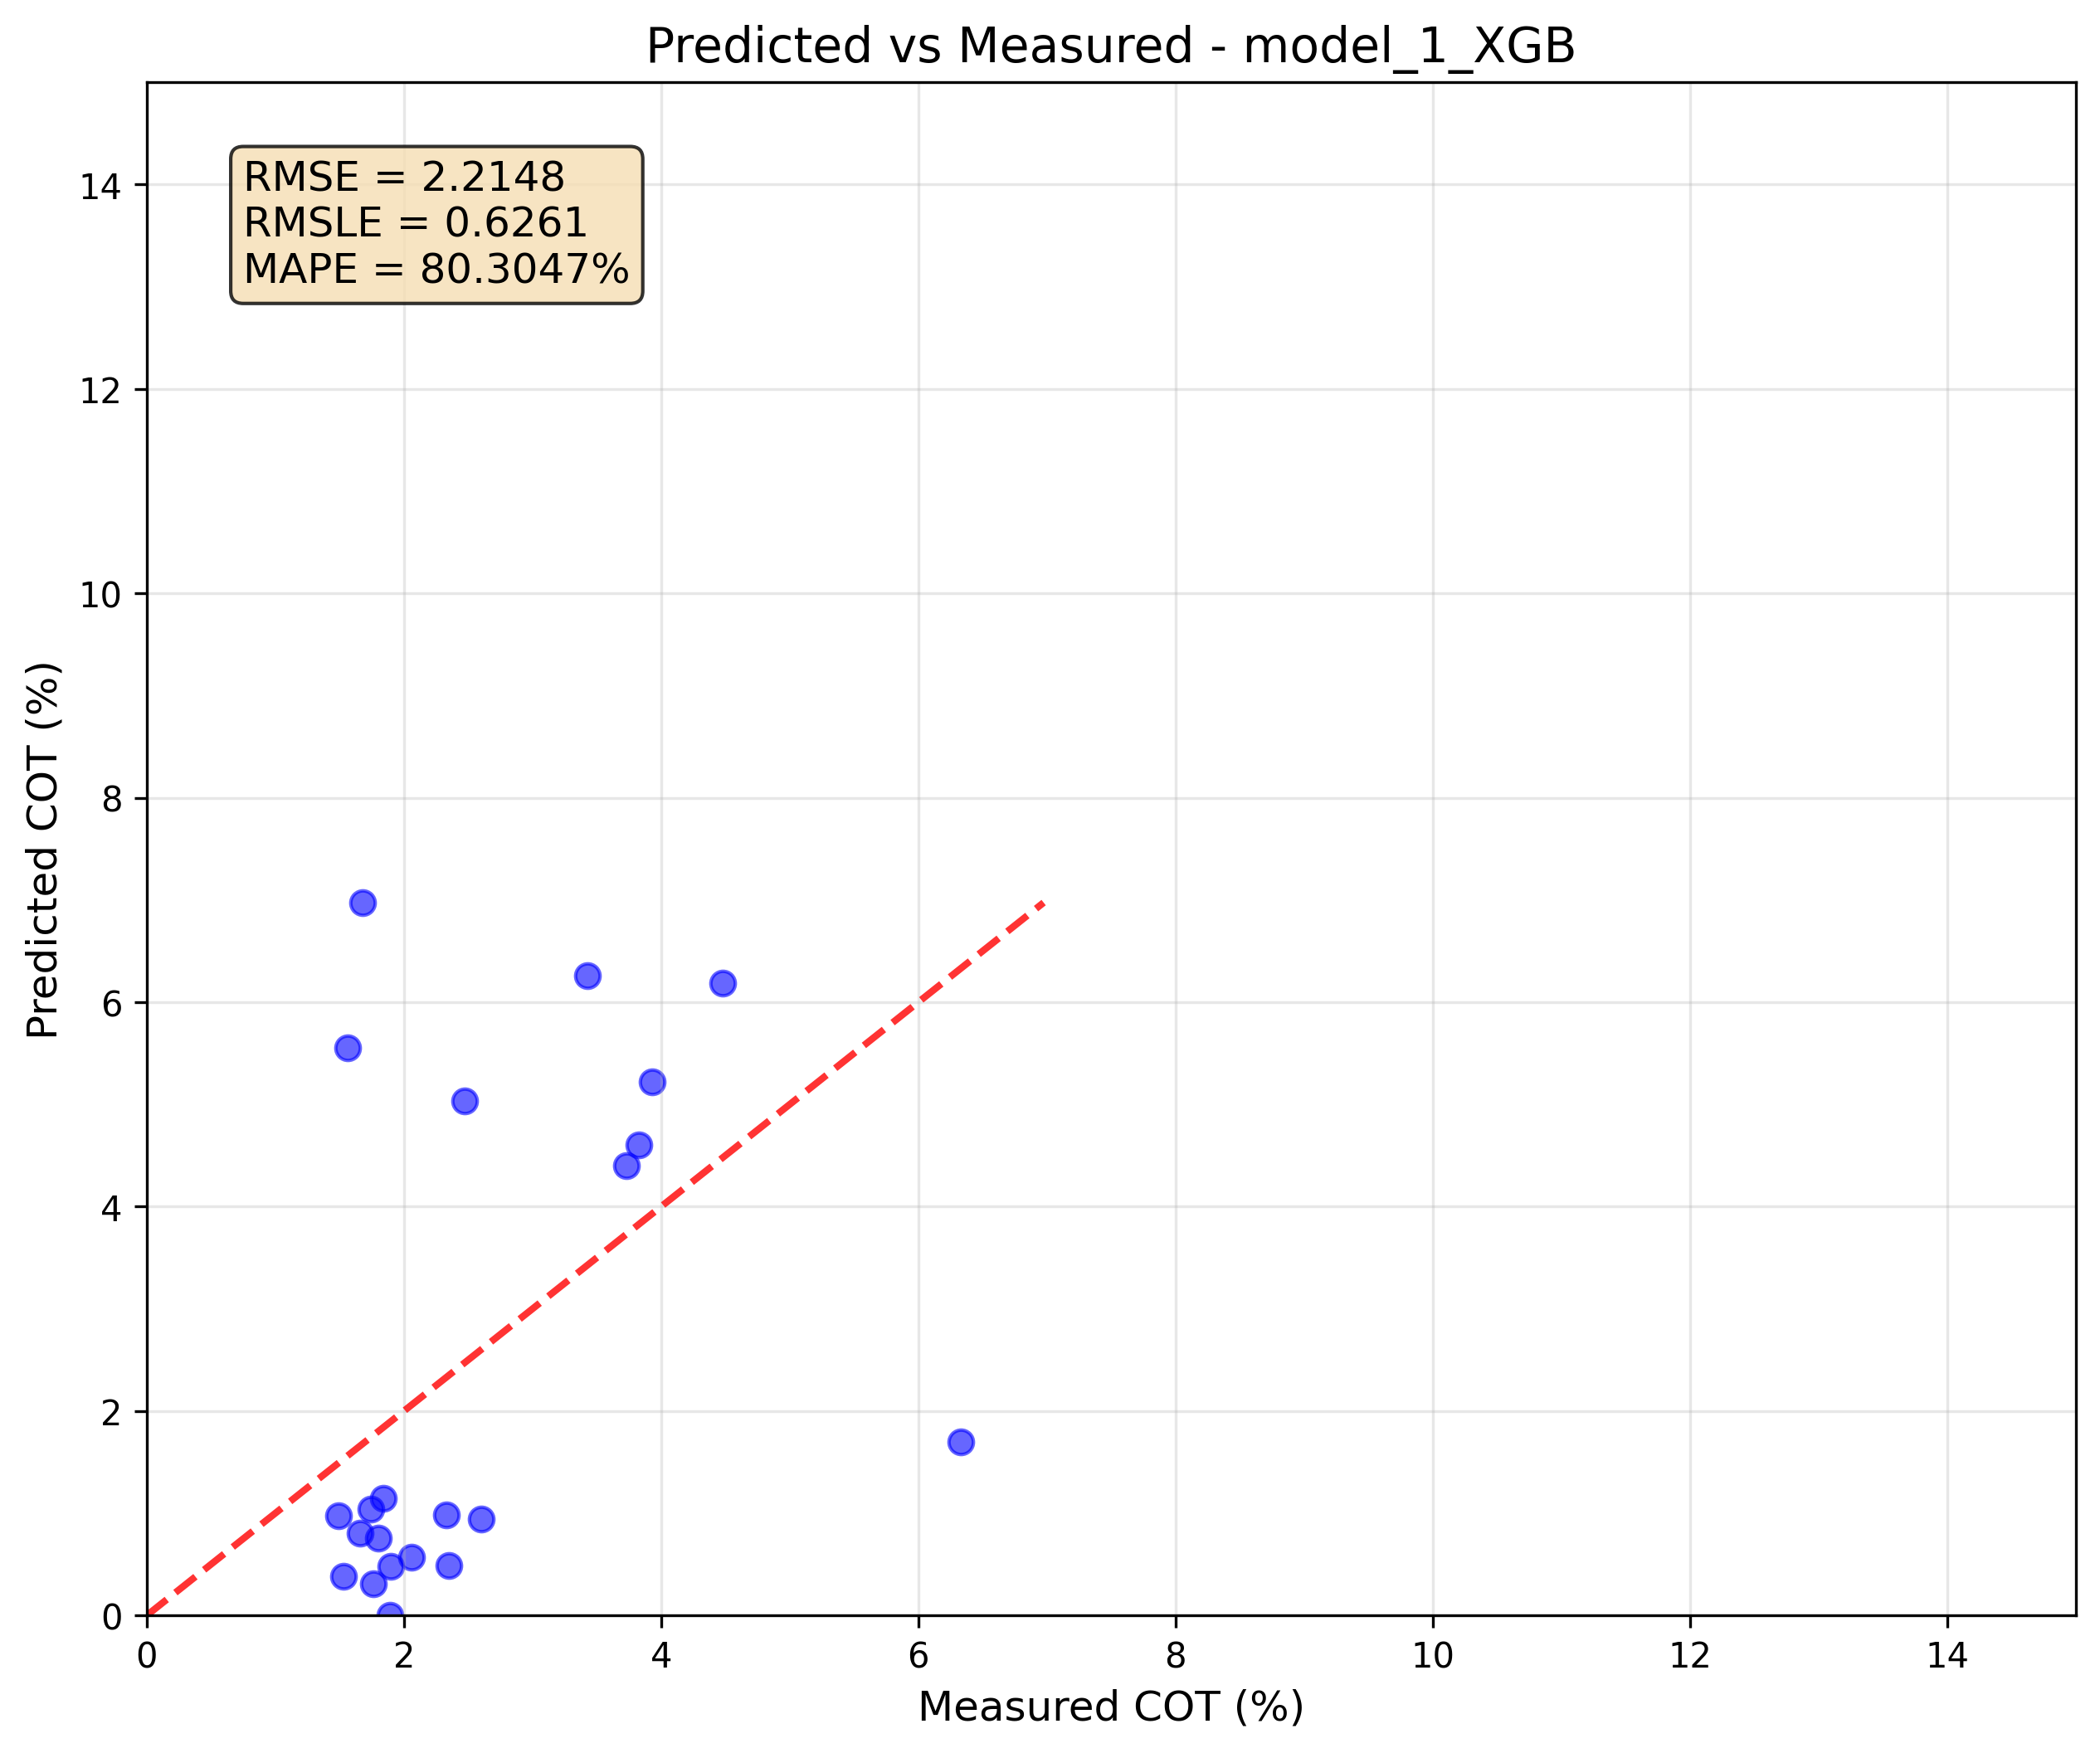 Predicted vs Measured - model_1_XGB
RMSE = 2.2148
RMSLE = 0.6261
MAPE = 80.3047%
Predicted COT (%)
14
12
10
8
6
4
2
0
0 2 4 6 8 10 12 14
Measured COT (%)